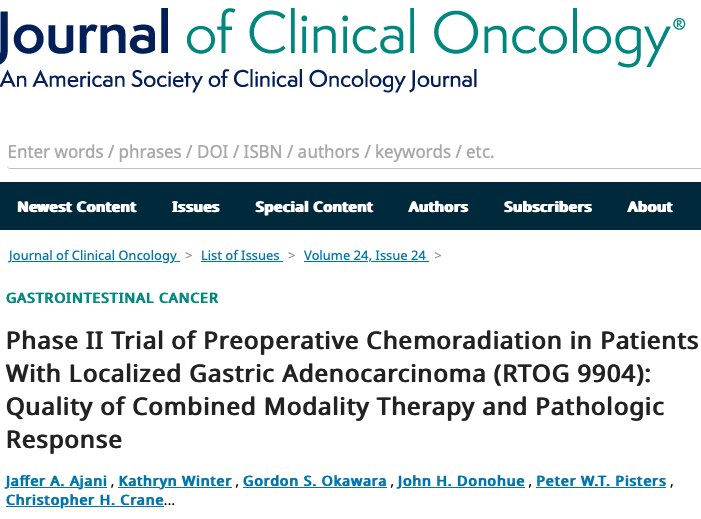 Journal of Clinical Oncology®
An American Society of Clinical Oncology Journal
Enter words / phrases / DOI / ISBN / authors / keywords / etc.
Newest Content Issues Special Content Authors Subscribers About
Journal of Clinical Oncology > List of Issues > Volume 24, Issue 24 >
GASTROINTESTINAL CANCER
Phase II Trial of Preoperative Chemoradiation in Patients
With Localized Gastric Adenocarcinoma (RTOG 9904):
Quality of Combined Modality Therapy and Pathologic
Response
Jaffer A. Ajani , Kathryn Winter , Gordon S. Okawara , John H. Donohue , Peter W.T. Pisters ,
Christopher H. Crane...